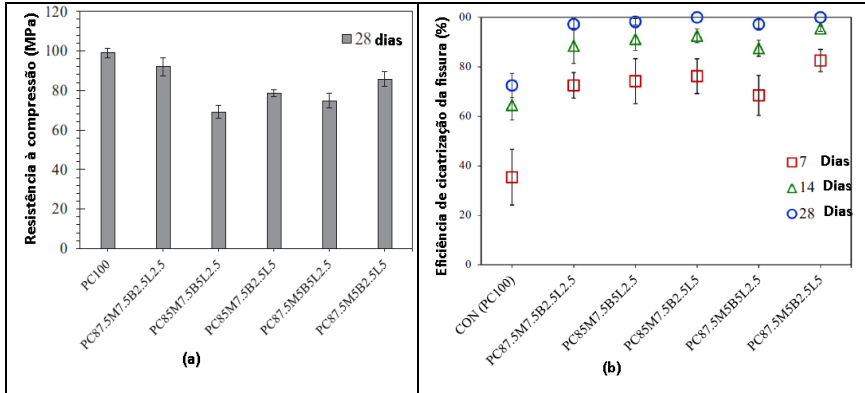 Resistência à compressão (MPa)
120
100
80
60
40
20
0
28 dias
PC100
PC87.5M7.5B2.5L2.5
PC85M7.5B5L2.5
PC85M7.5B2.5L5
PC87.5M5B5L2.5
PC87.5M5B2.5L5
(a)
Eficiência de cicatrização da fissura (%)
00
80
60
40
20
0
7 Dias
14 Dias
28 Dias
CON (PC100)
PC87.5M7.5B2.5L2.5
PC85M7.5B5L2.5
PC85M7.5B2.5L5
PC87.5M5B5L2.5
PC87.5M5B2.5L5
(b)